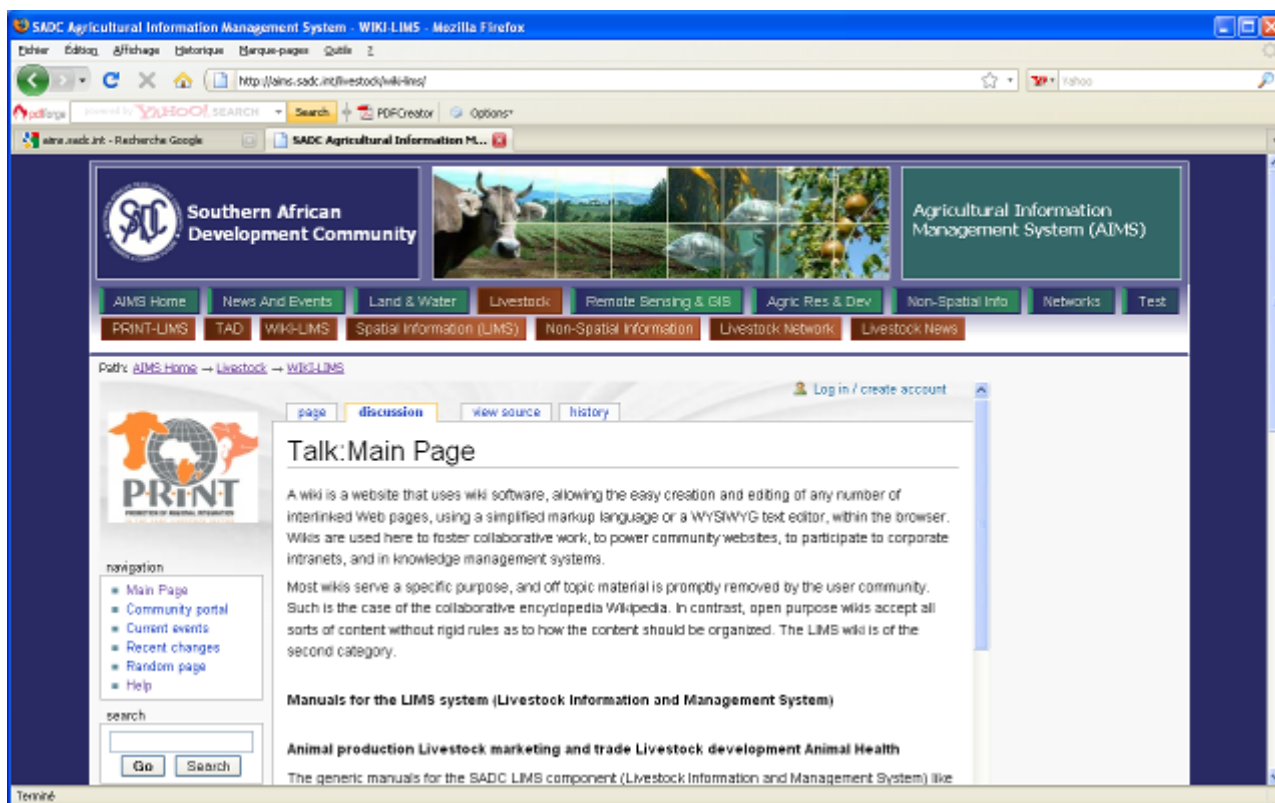 SADC Agricultural Information Management System - WIKI-LIMS - Mozilla Firefox
Fichier Édition Affichage Historique Marque-pages Outils ?
http://aims.sadc.int/livestock/wiki-lims/
Yahoo
pdfforge powered by YAHOO! SEARCH Search PDFCreator Options
aims.sadc.int - Recherche Google SADC Agricultural Information M...
SADC
Southern African
Development Community
Agricultural Information
Management System (AIMS)
AIMS Home News And Events Land & Water Livestock Remote Sensing & GIS Agric Res & Dev Non-Spatial Info Networks Test
PRINT-LIMS TAD WIKI-LIMS Spatial Information (LIMS) Non-Spatial Information Livestock Network Livestock News
Path: AIMS Home → Livestock → WIKI-LIMS
Log in / create account
page discussion view source history
PRINT
PROMOTION OF REGIONAL INTEGRATION
Talk:Main Page
A wiki is a website that uses wiki software, allowing the easy creation and editing of any number of
interlinked Web pages, using a simplified markup language or a WYSIWYG text editor, within the browser.
Wikis are used here to foster collaborative work, to power community websites, to participate to corporate
intranets, and in knowledge management systems.
Most wikis serve a specific purpose, and off topic material is promptly removed by the user community.
Such is the case of the collaborative encyclopedia Wikipedia. In contrast, open purpose wikis accept all
sorts of content without rigid rules as to how the content should be organized. The LIMS wiki is of the
second category.
Manuals for the LIMS system (Livestock Information and Management System)
Animal production Livestock marketing and trade Livestock development Animal Health
The generic manuals for the SADC LIMS component (Livestock Information and Management System) like
navigation
Main Page
Community portal
Current events
Recent changes
Random page
Help
search
Go Search
Terminé